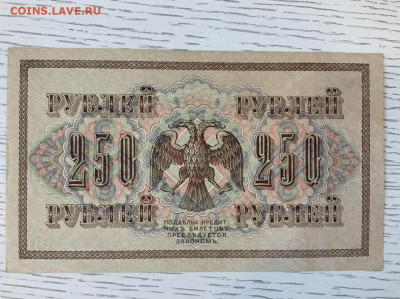 COINS.LAVE.RU
РУБЛЕЙ РУБЛЕЙ
250 250
РУБЛЕЙ РУБЛЕЙ
ПОДДѢЛКА КРЕДИТ-
НЫХЪ БИЛЕТОВЪ
ПРЕСЛѢДУЕТСЯ
ЗАКОНОМЪ.